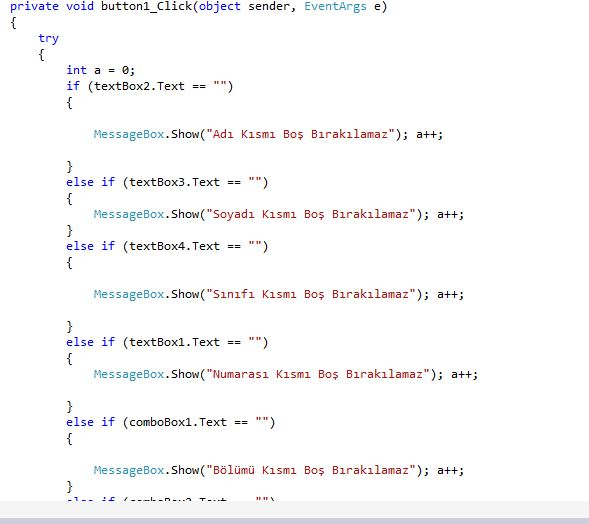 private void button1_Click(object sender, EventArgs e)
{
try
{
int a = 0;
if (textBox2.Text == "")
{
MessageBox.Show("Adı Kısmı Boş Bırakılamaz"); a++;
}
else if (textBox3.Text == "")
{
MessageBox.Show("Soyadı Kısmı Boş Bırakılamaz"); a++;
}
else if (textBox4.Text == "")
{
MessageBox.Show("Sınıfı Kısmı Boş Bırakılamaz"); a++;
}
else if (textBox1.Text == "")
{
MessageBox.Show("Numarası Kısmı Boş Bırakılamaz"); a++;
}
else if (comboBox1.Text == "")
{
MessageBox.Show("Bölümü Kısmı Boş Bırakılamaz"); a++;
}